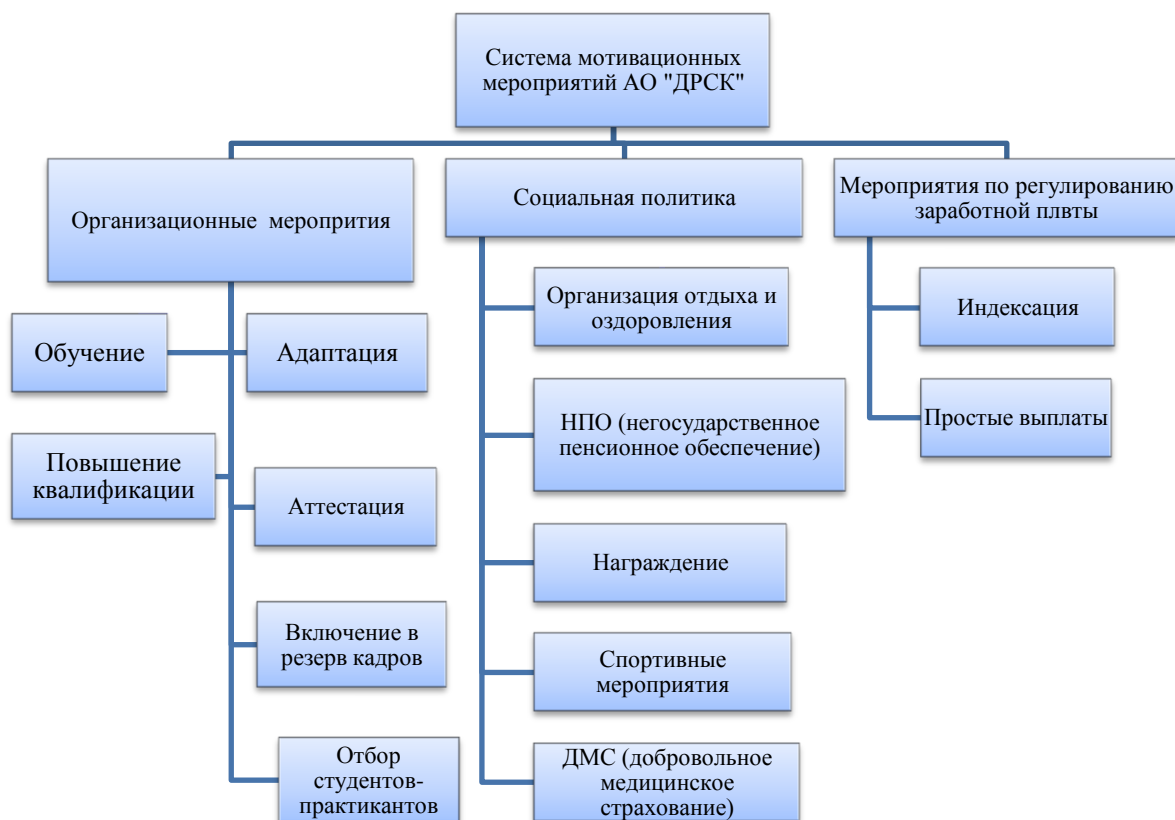 Система мотивационных
мероприятий АО "ДРСК"
Организационные меропрития
Социальная политика
Мероприятия по регулированию
заработной плвты
Обучение
Адаптация
Повышение
квалификации
Аттестация
Включение в
резерв кадров
Отбор
студентов-
практикантов
Организация отдыха и
оздоровления
НПО (негосударственное
пенсионное обеспечение)
Награждение
Спортивные
мероприятия
ДМС (добровольное
медицинское
страхование)
Индексация
Простые выплаты